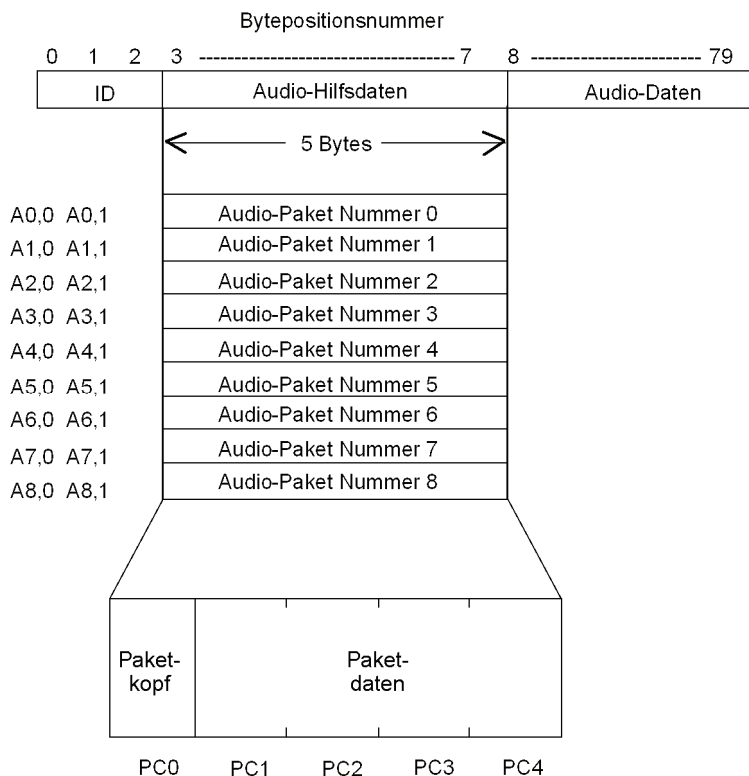 Bytepositionsnummer
0 1 2 3 ---------------------------------- 7 8 ---------------------- 79
ID Audio-Hilfsdaten Audio-Daten
5 Bytes
A0,0 A0,1 Audio-Paket Nummer 0
A1,0 A1,1 Audio-Paket Nummer 1
A2,0 A2,1 Audio-Paket Nummer 2
A3,0 A3,1 Audio-Paket Nummer 3
A4,0 A4,1 Audio-Paket Nummer 4
A5,0 A5,1 Audio-Paket Nummer 5
A6,0 A6,1 Audio-Paket Nummer 6
A7,0 A7,1 Audio-Paket Nummer 7
A8,0 A8,1 Audio-Paket Nummer 8
Paket-
kopf
Paket-
daten
PC0 PC1 PC2 PC3 PC4